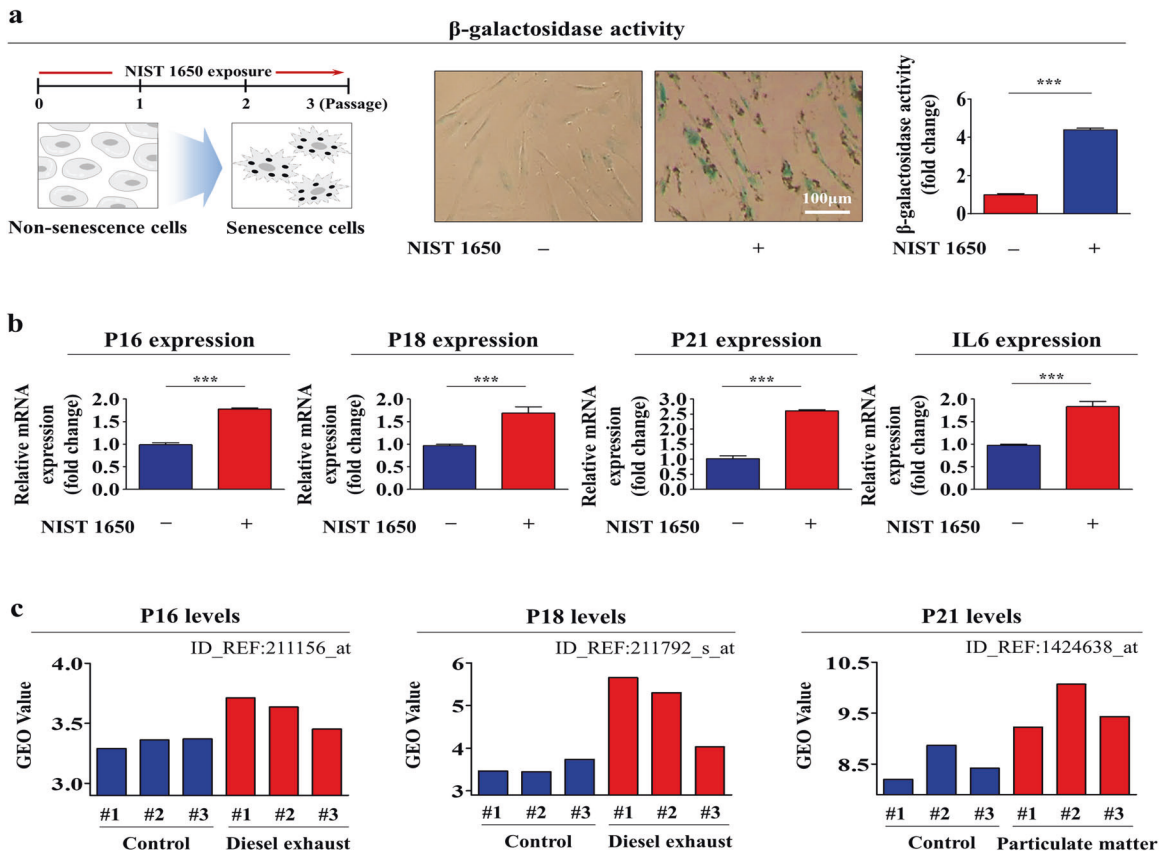 a
β-galactosidase activity
NIST 1650 exposure
0 1 2 3 (Passage)
Non-senescence cells Senescence cells
100μm
NIST 1650 – +
β-galactosidase activity
(fold change)
6
4
2
0
***
– +
NIST 1650
b
P16 expression
Relative mRNA
expression
(fold change)
2.0
1.5
1.0
0.5
0.0
***
NIST 1650 – +
P18 expression
Relative mRNA
expression
(fold change)
2.0
1.5
1.0
0.5
0.0
***
NIST 1650 – +
P21 expression
Relative mRNA
expression
(fold change)
3.0
2.5
2.0
1.5
1.0
0.5
0.0
***
NIST 1650 – +
IL6 expression
Relative mRNA
expression
(fold change)
2.0
1.5
1.0
0.5
0.0
***
NIST 1650 – +
c
P16 levels
ID_REF:211156_at
GEO Value
4.0
3.5
3.0
#1 #2 #3 #1 #2 #3
Control Diesel exhaust
P18 levels
ID_REF:211792_s_at
GEO Value
6
5
4
3
#1 #2 #3 #1 #2 #3
Control Diesel exhaust
P21 levels
ID_REF:1424638_at
GEO Value
10.5
9.5
8.5
#1 #2 #3 #1 #2 #3
Control Particulate matter